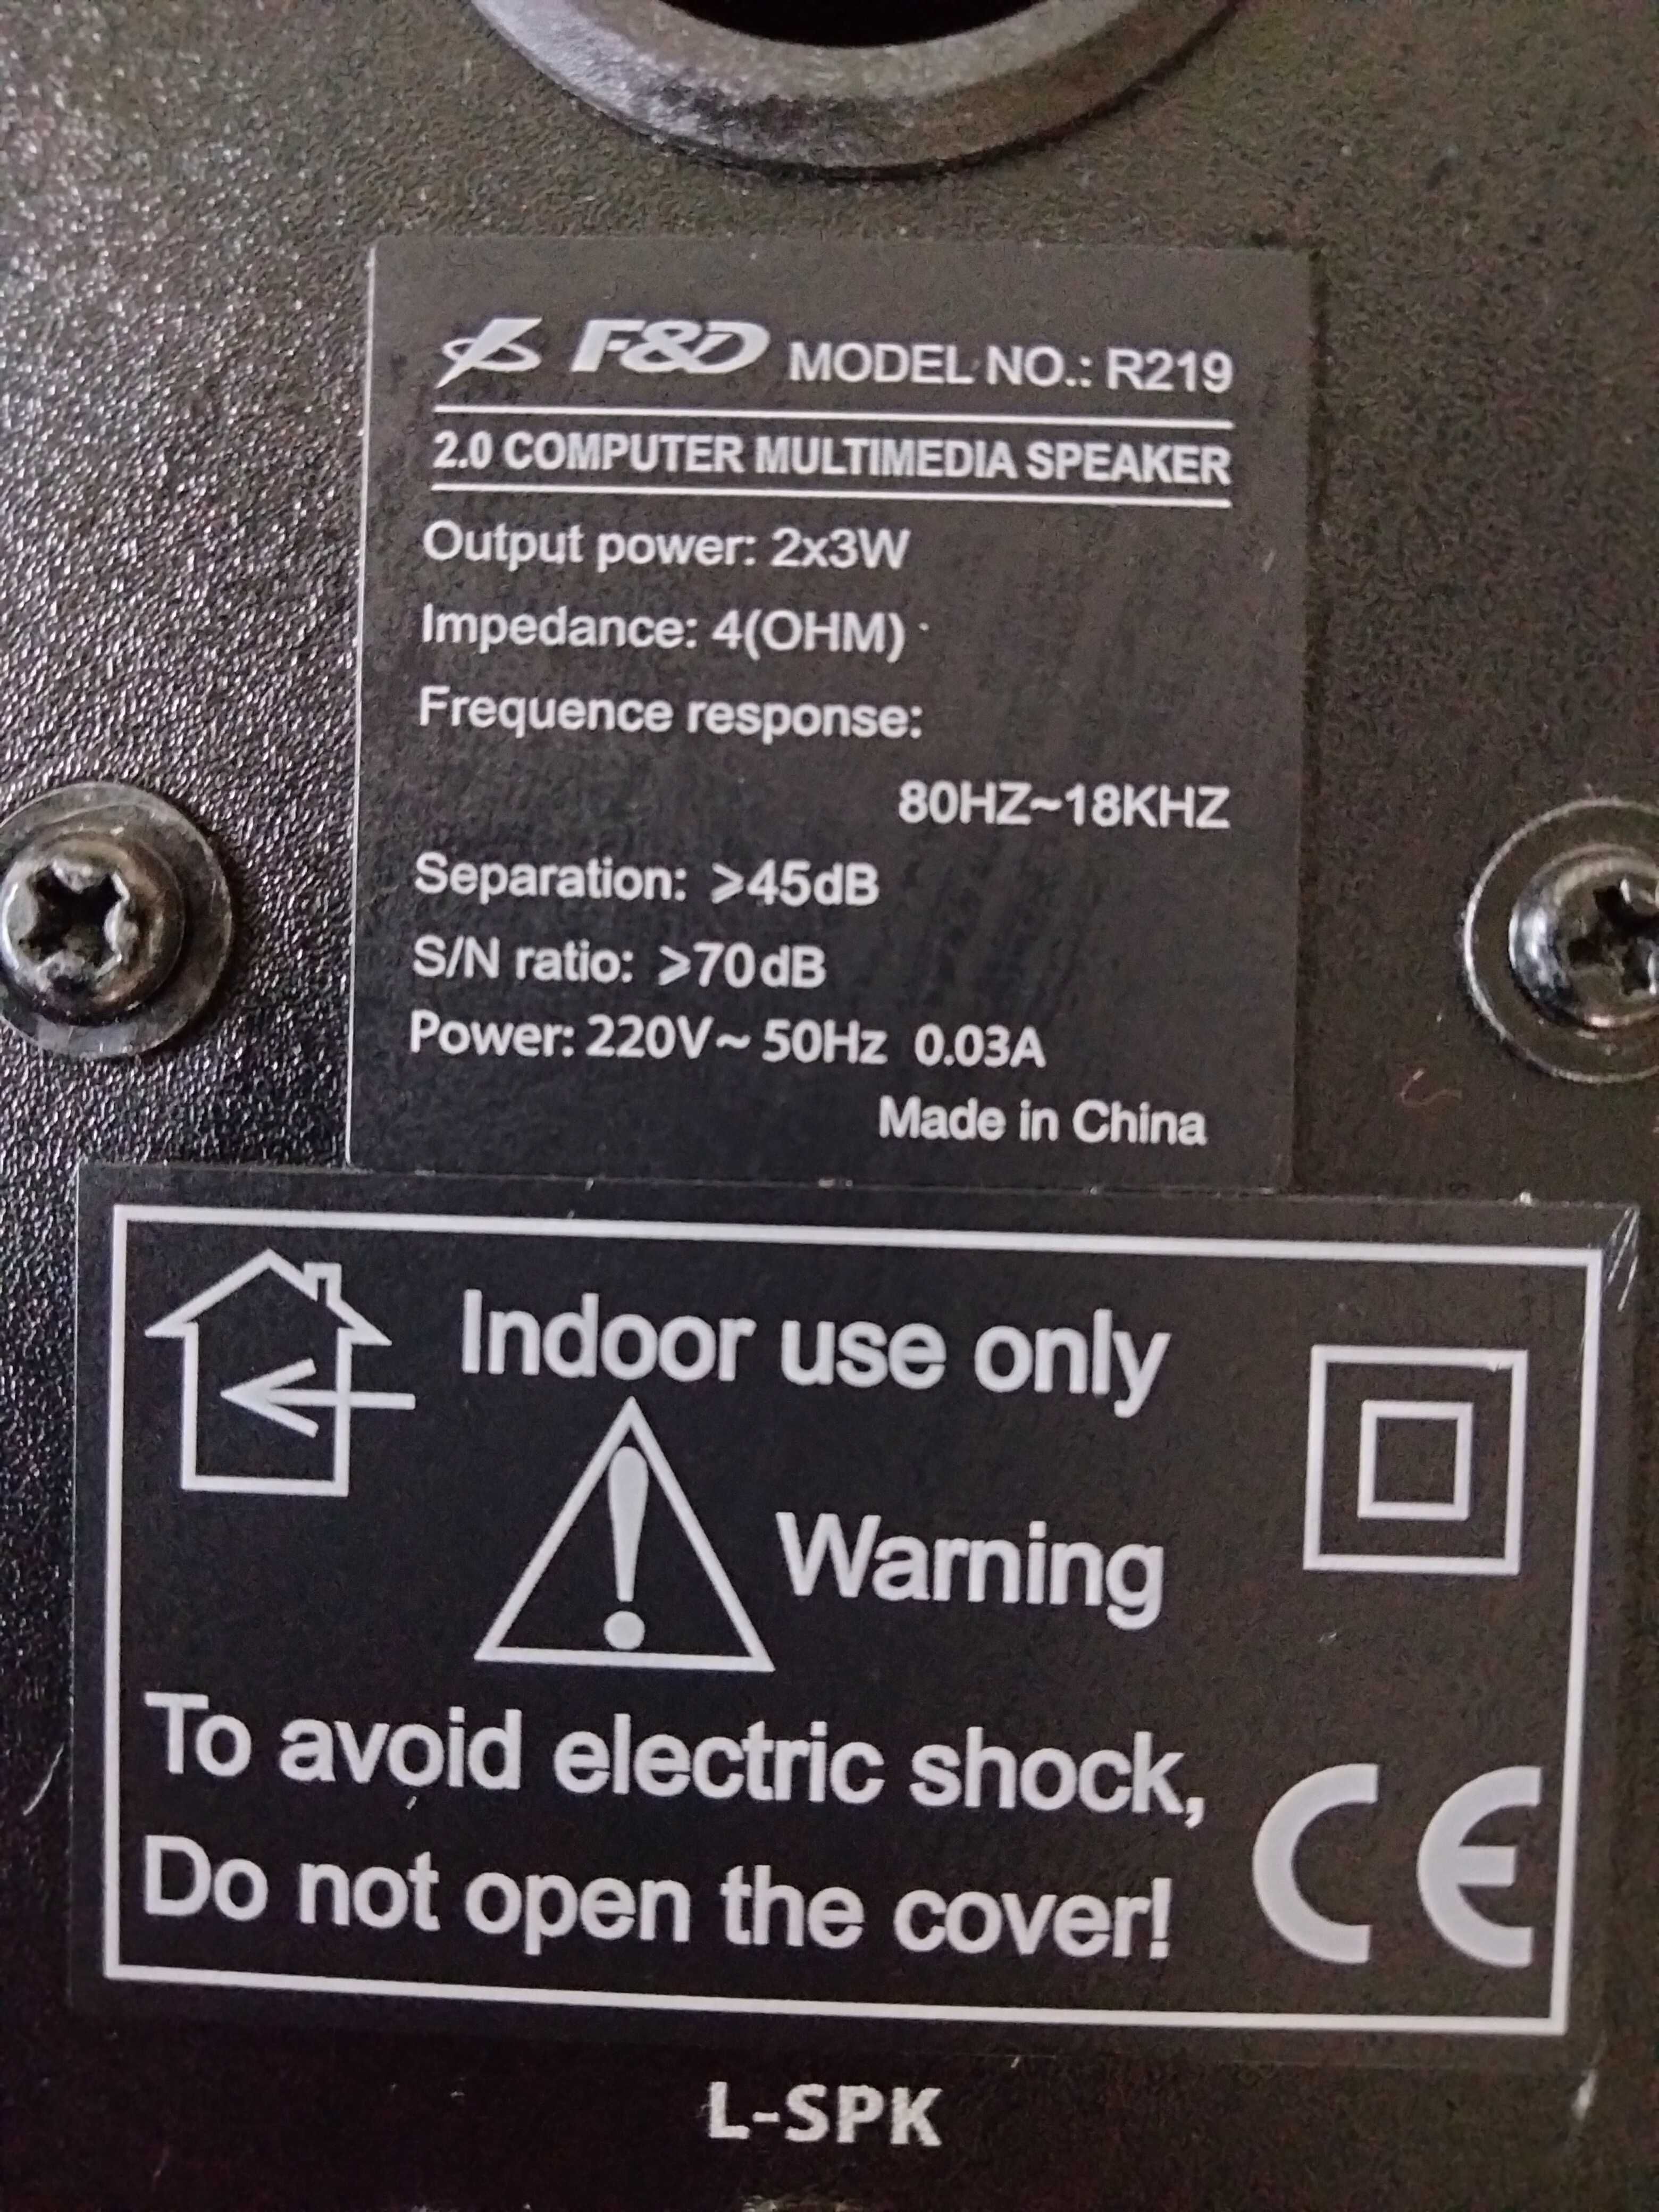 F&D MODEL NO.: R219
2.0 COMPUTER MULTIMEDIA SPEAKER
Output power: 2x3W
Impedance: 4(OHM)
Frequence response:
80HZ~18KHZ
Separation: ⩾45dB
S/N ratio: ⩾70dB
Power: 220V~ 50Hz 0.03A
Made in China
Indoor use only
Warning
To avoid electric shock,
Do not open the cover!
CE
L-SPK